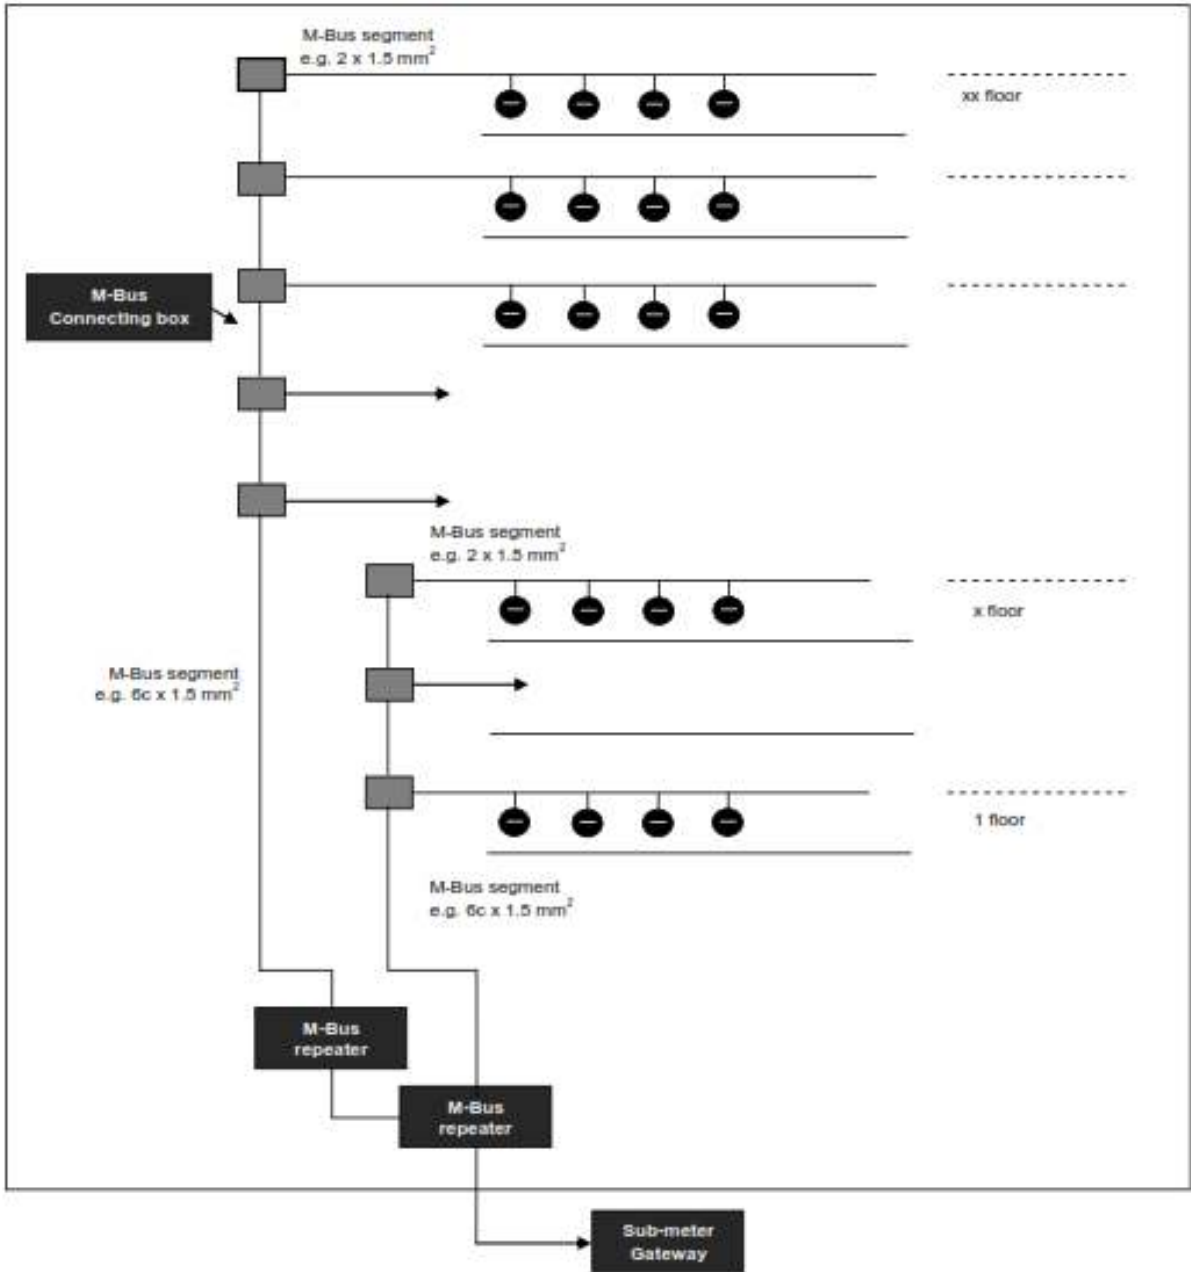 M-Bus segment
e.g. 2 x 1.5 mm²
xx floor
M-Bus
Connecting box
M-Bus segment
e.g. 2 x 1.5 mm²
x floor
M-Bus segment
e.g. 6c x 1.5 mm²
1 floor
M-Bus segment
e.g. 6c x 1.5 mm²
M-Bus
repeater
M-Bus
repeater
Sub-meter
Gateway